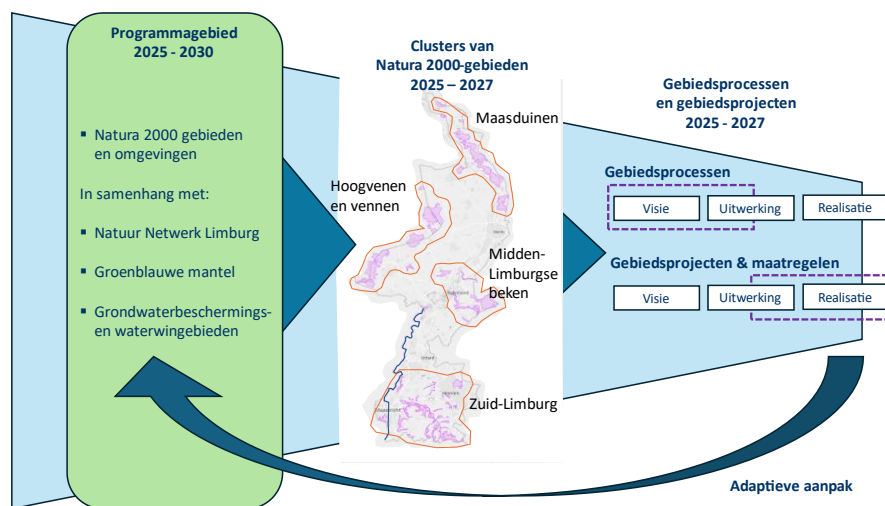 Programmagebied
2025 - 2030
▪ Natura 2000 gebieden
en omgevingen
In samenhang met:
▪ Natuur Netwerk Limburg
▪ Groenblauwe mantel
▪ Grondwaterbeschermings-
en waterwingebieden
Clusters van
Natura 2000-gebieden
2025 – 2027
Maasduinen
Hoogvenen
en vennen
Midden-
Limburgse
beken
Zuid-Limburg
Gebiedsprocessen
en gebiedsprojecten
2025 - 2027
Gebiedsprocessen
Visie
Uitwerking
Realisatie
Gebiedsprojecten & maatregelen
Visie
Uitwerking
Realisatie
Adaptieve aanpak